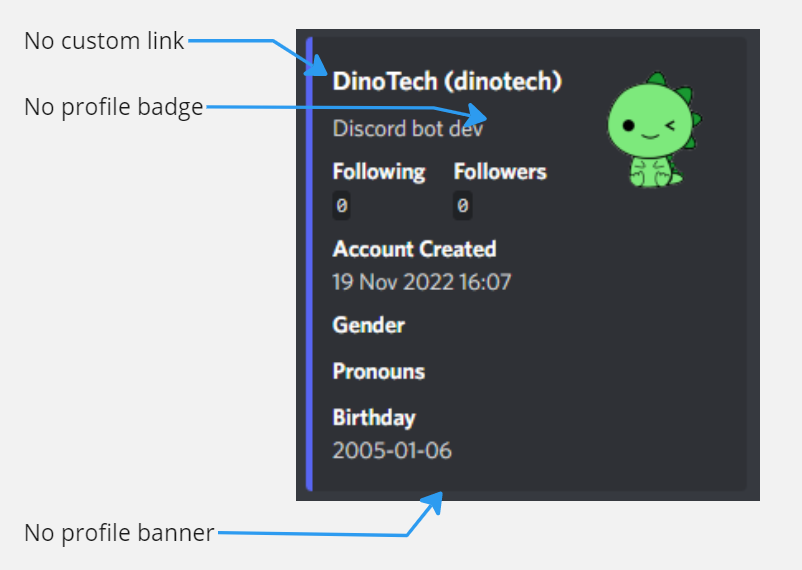 No custom link
No profile badge
No profile banner
DinoTech (dinotech)
Discord bot dev
Following Followers
0 0
Account Created
19 Nov 2022 16:07
Gender
Pronouns
Birthday
2005-01-06